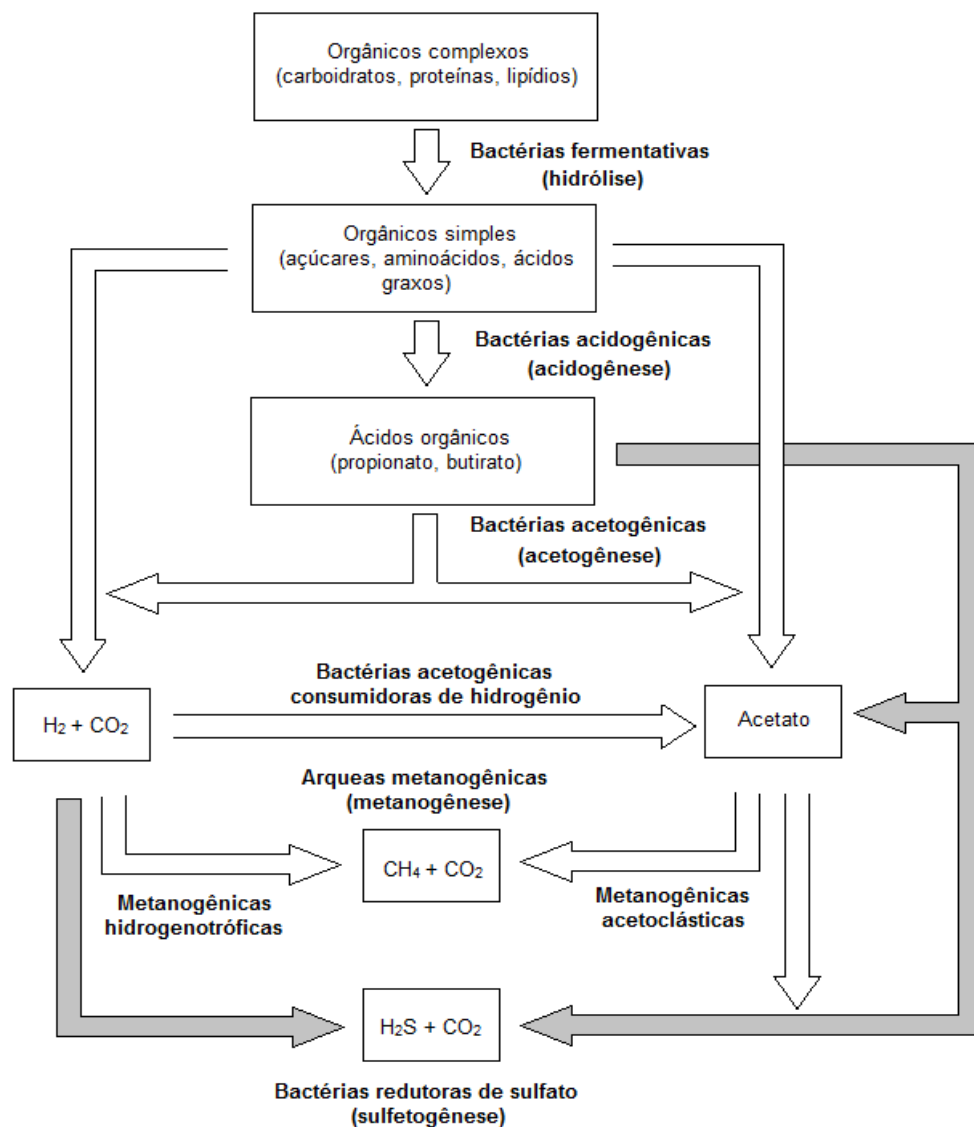 Orgânicos complexos
(carboidratos, proteínas, lipídios)
Bactérias fermentativas
(hidrólise)
Orgânicos simples
(açúcares, aminoácidos, ácidos
graxos)
Bactérias acidogênicas
(acidogênese)
Ácidos orgânicos
(propionato, butirato)
Bactérias acetogênicas
(acetogênese)
Bactérias acetogênicas
consumidoras de hidrogênio
H₂ + CO₂
Acetato
Arqueas metanogênicas
(metanogênese)
CH₄ + CO₂
Metanogênicas
hidrogenotróficas
Metanogênicas
acetoclásticas
H₂S + CO₂
Bactérias redutoras de sulfato
(sulfetogênese)